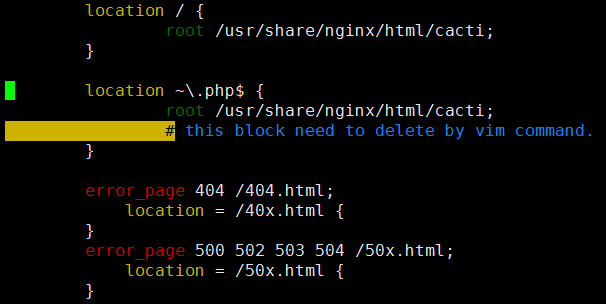 location / {
root /usr/share/nginx/html/cacti;
}
location ~\.php$ {
root /usr/share/nginx/html/cacti;
# this block need to delete by vim command.
}
error_page 404 /404.html;
location = /40x.html {
}
error_page 500 502 503 504 /50x.html;
location = /50x.html {
}